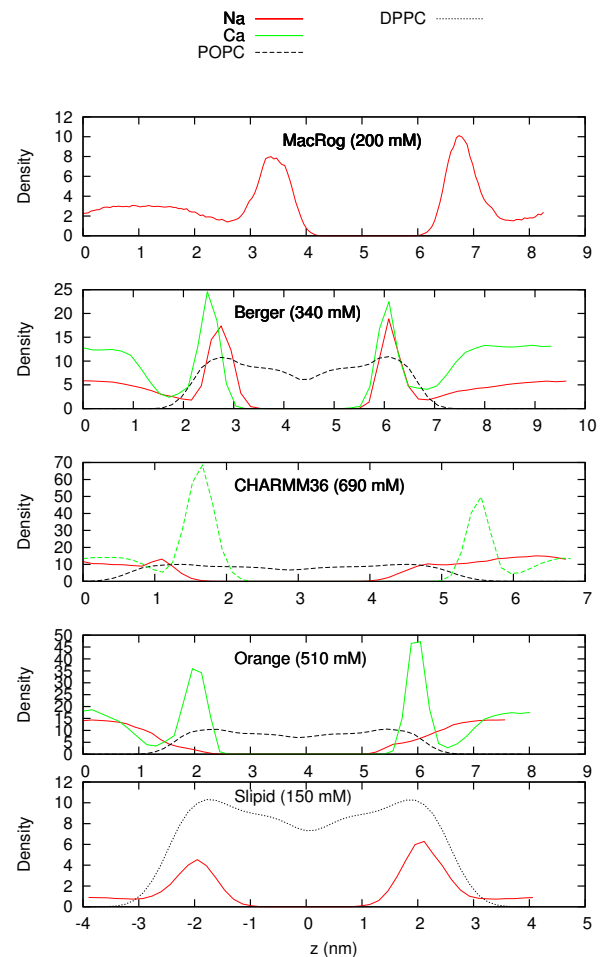 Na DPPC
Ca
POPC
12
10
8
6
4
2
0
Density
MacRog (200 mM)
0 1 2 3 4 5 6 7 8 9
25
20
15
10
5
0
Density
Berger (340 mM)
0 1 2 3 4 5 6 7 8 9 10
70
60
50
40
30
20
10
0
Density
CHARMM36 (690 mM)
0 1 2 3 4 5 6 7
50
45
40
35
30
25
20
15
10
5
0
Density
Orange (510 mM)
0 1 2 3 4 5 6 7 8 9
12
10
8
6
4
2
0
Density
Slipid (150 mM)
-4 -3 -2 -1 0 1 2 3 4 5
z (nm)